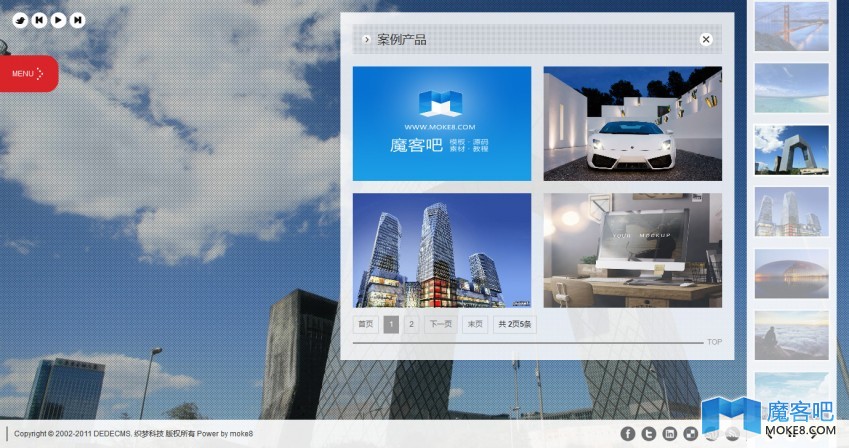 MENU
案例产品
WWW.MOKE8.COM
魔客吧
模板·源码
素材·教程
YOUR MOCKUP
首页 1 2 下一页 末页 共 2页5条
TOP
Copyright © 2002-2011 DEDECMS. 织梦科技 版权所有 Power by moke8
魔客吧
MOKE8.COM